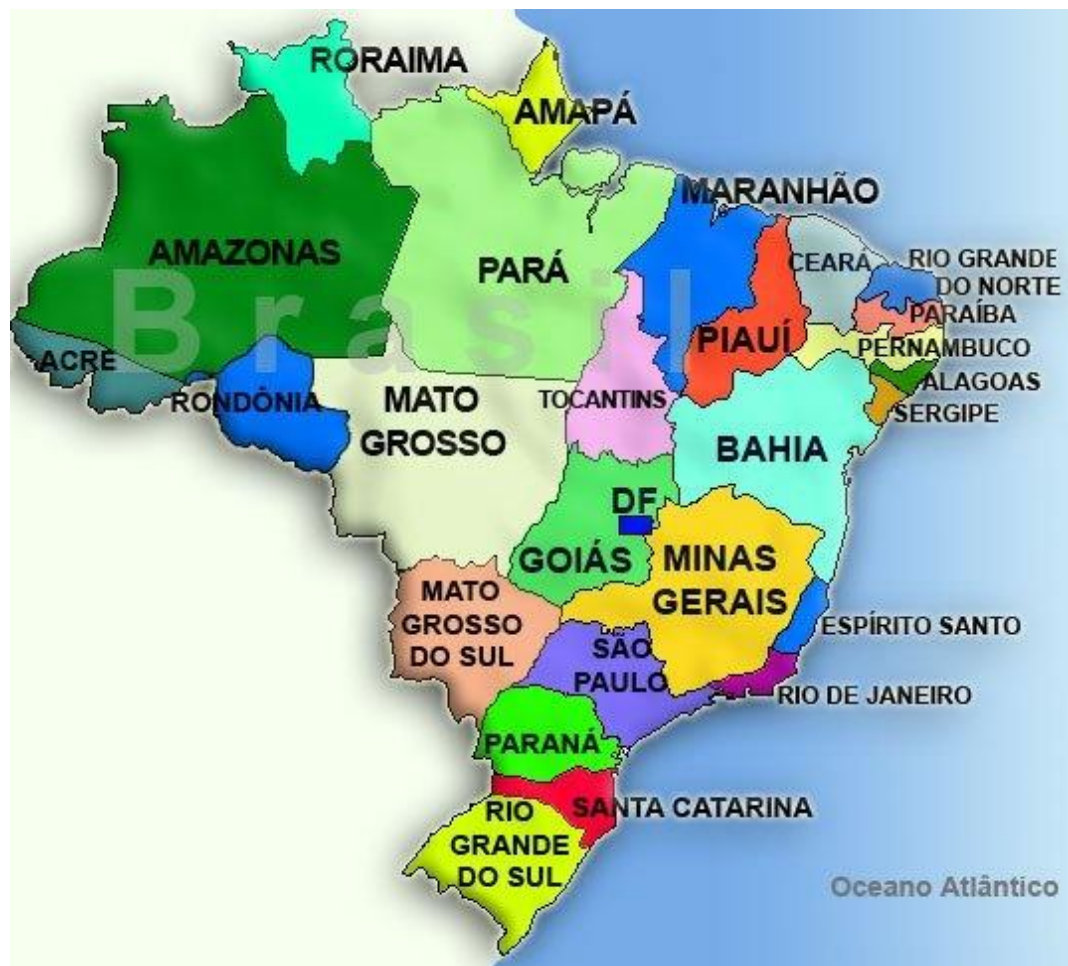 RORAIMA
AMAPÁ
MARANHÃO
AMAZONAS
PARÁ
CEARÁ
RIO GRANDE
DO NORTE
PARAÍBA
Brasil
PIAUÍ
PERNAMBUCO
ACRE
RONDÔNIA
MATO
GROSSO
TOCANTINS
ALAGOAS
SERGIPE
BAHIA
DF
GOIÁS
MINAS
GERAIS
MATO
GROSSO
DO SUL
ESPÍRITO SANTO
SÃO
PAULO
RIO DE JANEIRO
PARANÁ
SANTA CATARINA
RIO
GRANDE
DO SUL
Oceano Atlântico